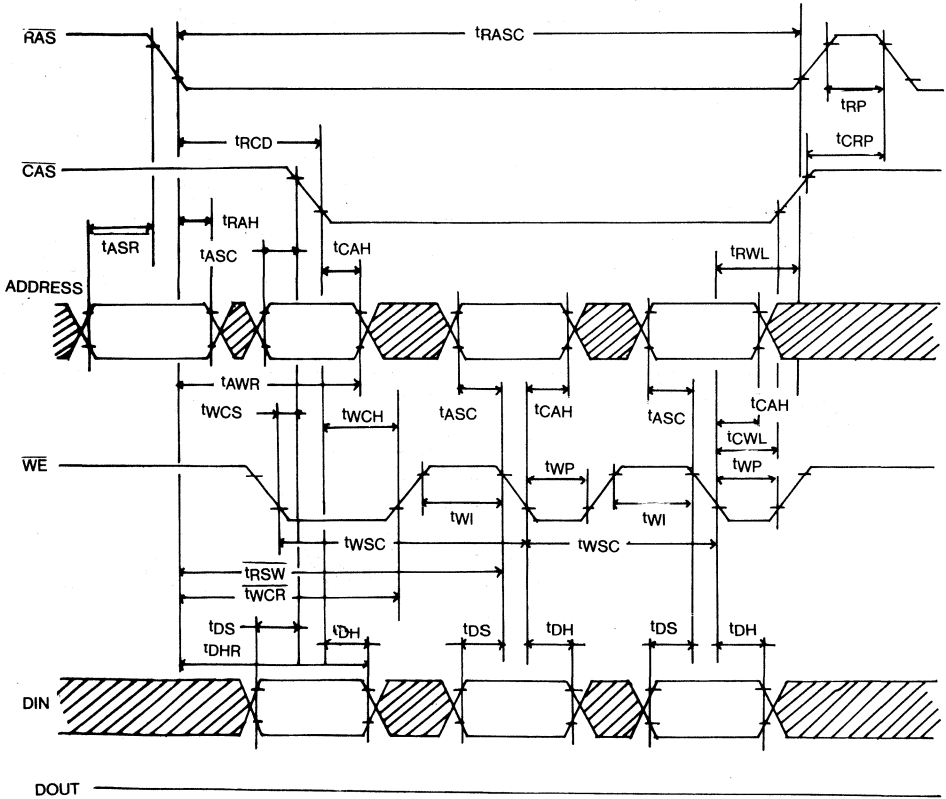 RAS
tRASC
tRP
tRCD
tCRP
CAS
tRAH
tASR
tASC
tCAH
tRWL
ADDRESS
tAWR
tWCS
tWCH
tASC
tCAH
tASC
tCAH
tCWL
WE
tWP
tWP
tWI
tWI
tWSC
tWSC
tRSW
tWCR
tDS
tDH
tDS
tDH
tDS
tDH
tDHR
DIN
DOUT